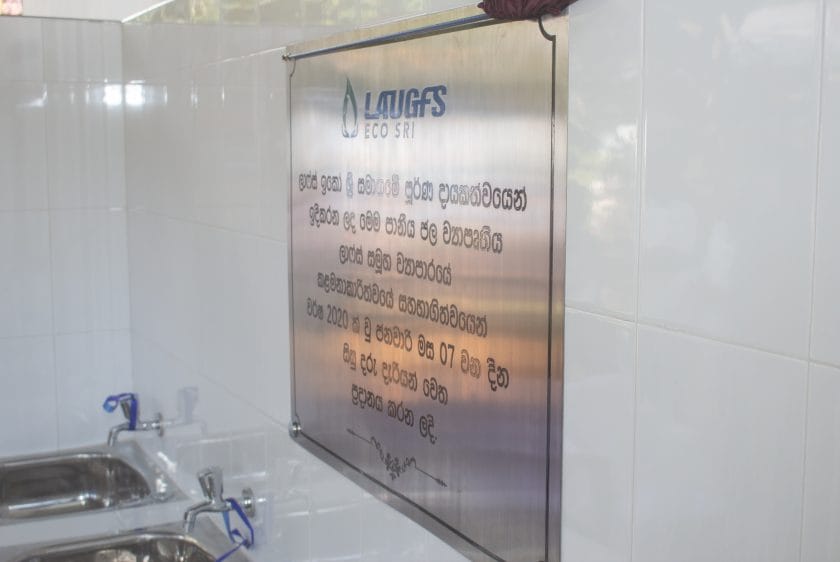 LAUGFS
ECO SRI
ලාෆ්ස් ඉකෝ ශ්‍රී සමාගමේ පූර්ණ දායකත්වයෙන්
ඉදිකරන ලද මෙම පානීය ජල ව්‍යාපෘතිය
ලාෆ්ස් සමූහ ව්‍යාපාරයේ
කළමනාකාරිත්වයේ සහභාගිත්වයෙන්
වර්ෂ 2020 ක් වූ ජනවාරි මස 07 වන දින
සිසු දරු දැරියන් වෙත
ප්‍රදානය කරන ලදි.